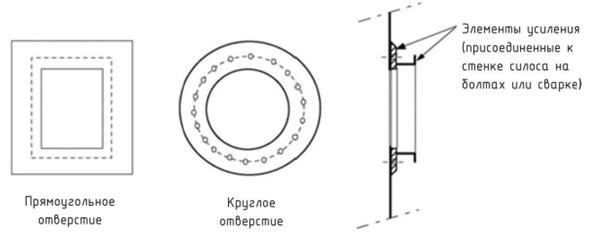 Элементы усиления
(присоединенные к
стенке силоса на
болтах или сварке)
Прямоугольное
отверстие
Круглое
отверстие